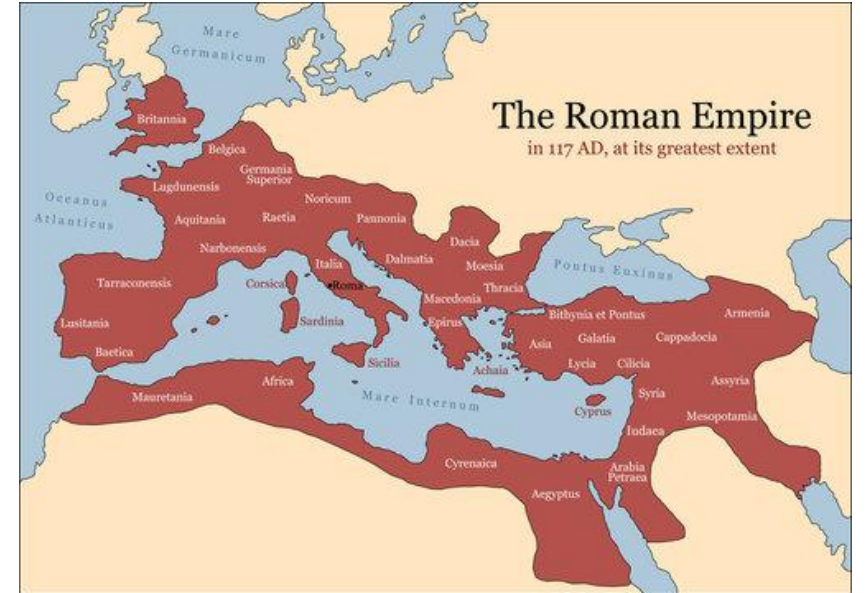 Mare
Germanicum
The Roman Empire
in 117 AD, at its greatest extent
Britannia
Belgica
Germania
Superior
Lugdunensis
Noricum
Oceanus
Atlanticus
Aquitania
Raetia
Pannonia
Narbonensis
Dacia
Dalmatia
Italia
Moesia
Pontus Euxinus
Tarraconensis
Corsica
Roma
Thracia
Macedonia
Bithynia et Pontus
Armenia
Lusitania
Sardinia
Epirus
Asia
Galatia
Cappadocia
Baetica
Sicilia
Achaia
Lycia
Cilicia
Africa
Assyria
Mauretania
Mare Internum
Syria
Cyprus
Mesopotamia
Iudaea
Cyrenaica
Arabia
Petraea
Aegyptus